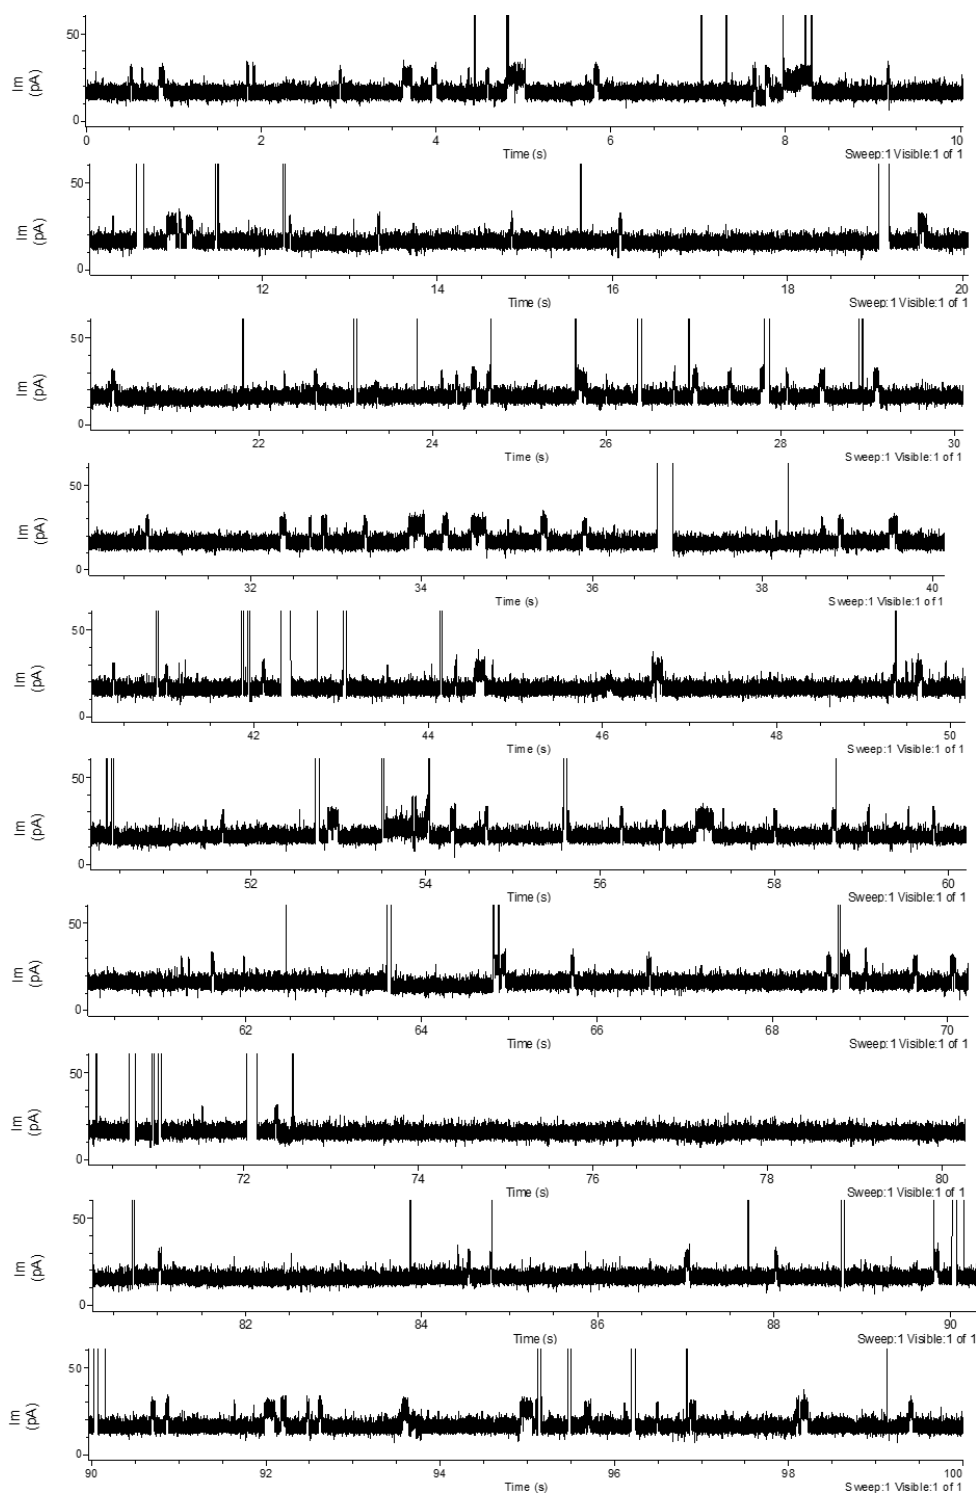 50
0
Im
(pA)
0 2 4 6 8 10
Time (s)
Sweep:1 Visible:1 of 1
50
0
Im
(pA)
12 14 16 18 20
Time (s)
Sweep:1 Visible:1 of 1
50
0
Im
(pA)
22 24 26 28 30
Time (s)
Sweep:1 Visible:1 of 1
50
0
Im
(pA)
32 34 36 38 40
Time (s)
Sweep:1 Visible:1 of 1
50
0
Im
(pA)
42 44 46 48 50
Time (s)
Sweep:1 Visible:1 of 1
50
0
Im
(pA)
52 54 56 58 60
Time (s)
Sweep:1 Visible:1 of 1
50
0
Im
(pA)
62 64 66 68 70
Time (s)
Sweep:1 Visible:1 of 1
50
0
Im
(pA)
72 74 76 78 80
Time (s)
Sweep:1 Visible:1 of 1
50
0
Im
(pA)
82 84 86 88 90
Time (s)
Sweep:1 Visible:1 of 1
50
0
Im
(pA)
90 92 94 96 98 100
Time (s)
Sweep:1 Visible:1 of 1